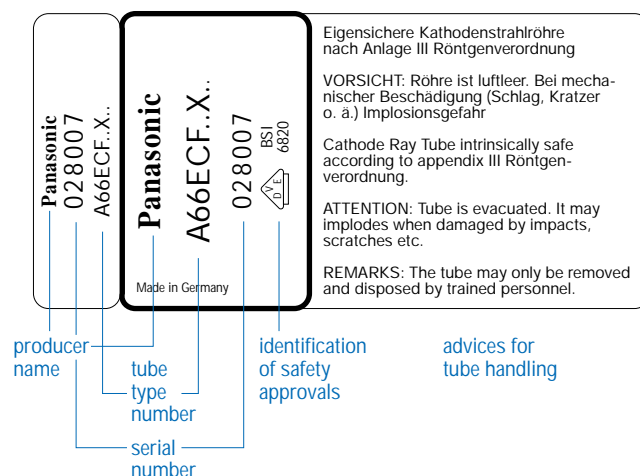 Panasonic
028007
A66ECF..X..
Panasonic
A66ECF..X..
028007
DVE
BSI
6820
Made in Germany
Eigensichere Kathodenstrahlröhre
nach Anlage III Röntgenverordnung
VORSICHT: Röhre ist luftleer. Bei mecha-
nischer Beschädigung (Schlag, Kratzer
o. ä.) Implosionsgefahr
Cathode Ray Tube intrinsically safe
according to appendix III Röntgen-
verordnung.
ATTENTION: Tube is evacuated. It may
implodes when damaged by impacts,
scratches etc.
REMARKS: The tube may only be removed
and disposed by trained personnel.
producer
name
tube
type
number
serial
number
identification
of safety
approvals
advices for
tube handling